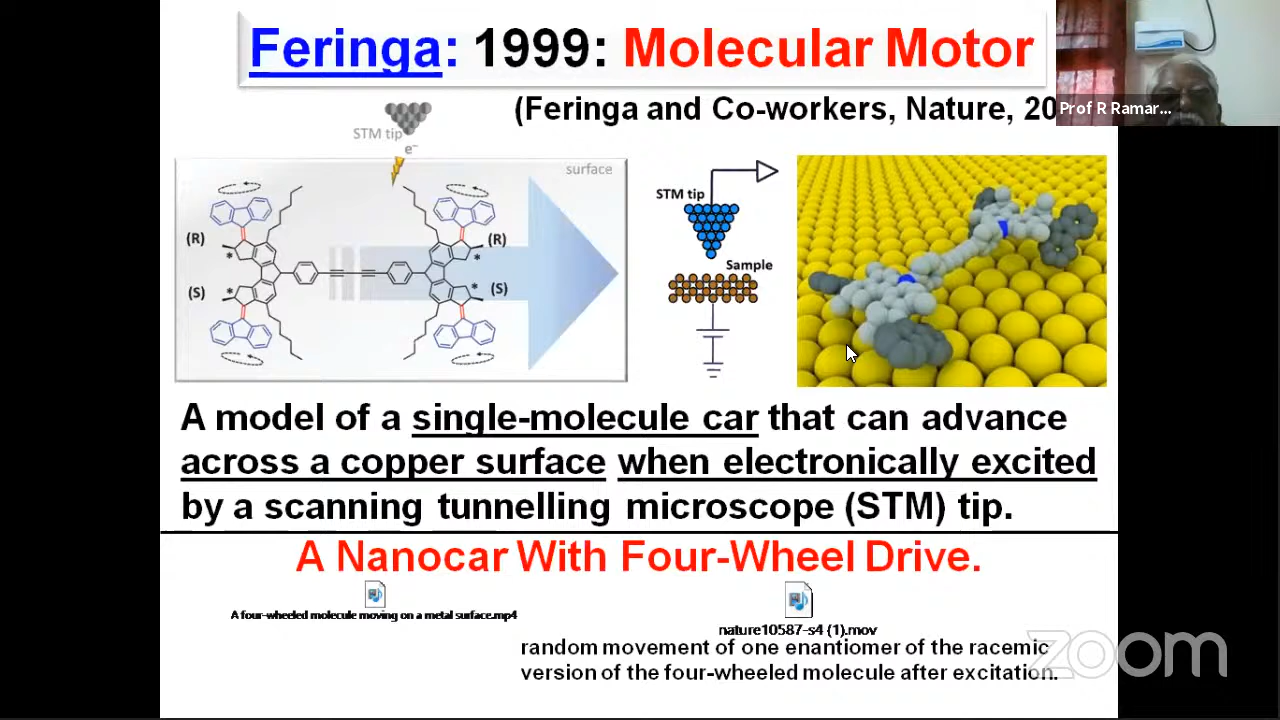 Feringa: 1999: Molecular Motor
(Feringa and Co-workers, Nature, 20
Prof R Ramar...
STM tip
e⁻
surface
(R)
(R)
*
*
(S)
(S)
*
*
STM tip
Sample
A model of a single-molecule car that can advance
across a copper surface when electronically excited
by a scanning tunnelling microscope (STM) tip.
A Nanocar With Four-Wheel Drive.
A four-wheeled molecule moving on a metal surface.mp4
nature10587-s4 (1).mov
random movement of one enantiomer of the racemic
version of the four-wheeled molecule after excitation.
zoom